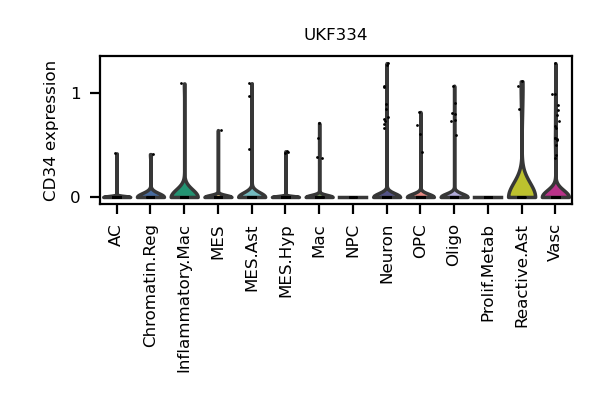 UKF334
CD34 expression
1
0
AC
Chromatin.Reg
Inflammatory.Mac
MES
MES.Ast
MES.Hyp
Mac
NPC
Neuron
OPC
Oligo
Prolif.Metab
Reactive.Ast
Vasc